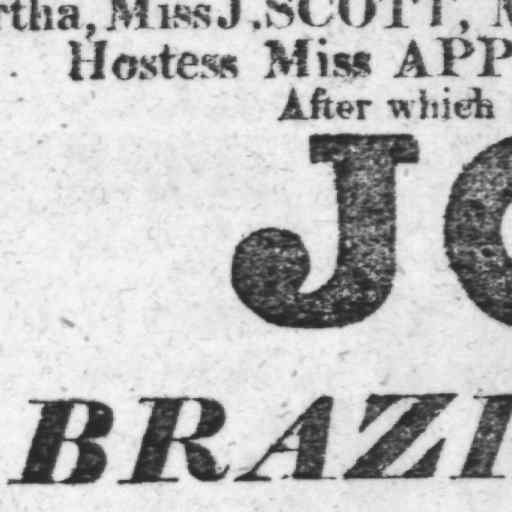 rtha, Miss J. SCOTT,
Hostess Miss APP
After which
JO
BRAZI